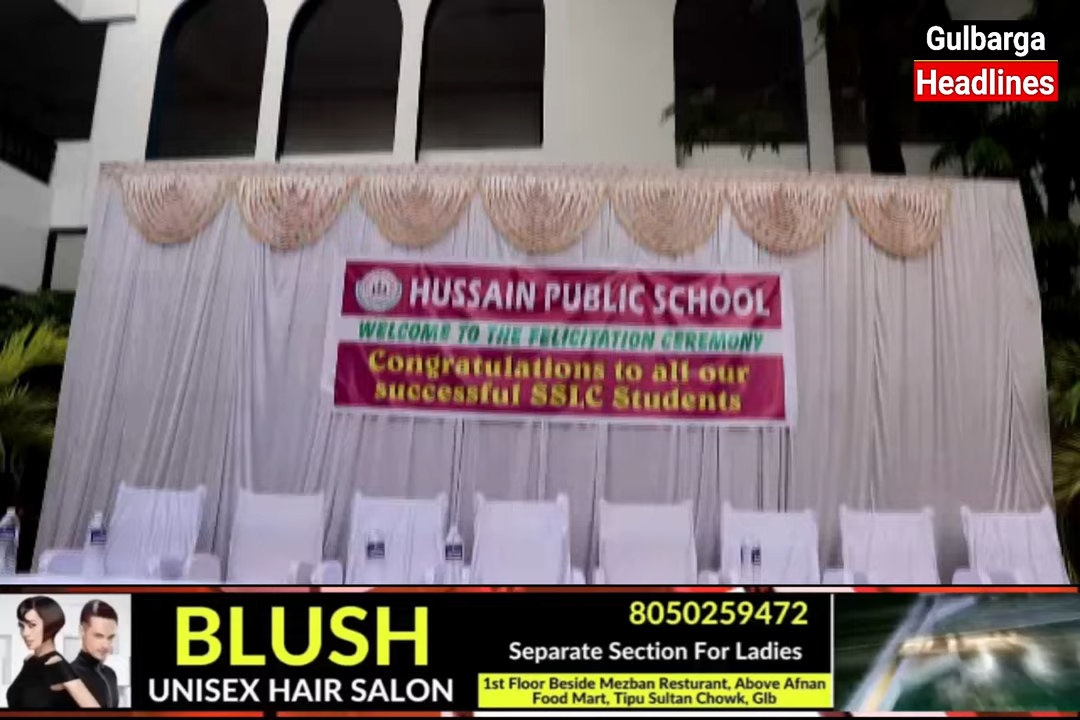 Gulbarga
Headlines
HUSSAIN PUBLIC SCHOOL
WELCOME TO THE FELICITATION CEREMONY
Congratulations to all our
successful SSLC Students
BLUSH
UNISEX HAIR SALON
8050259472
Separate Section For Ladies
1st Floor Beside Mezban Resturant, Above Afnan
Food Mart, Tipu Sultan Chowk, Glb